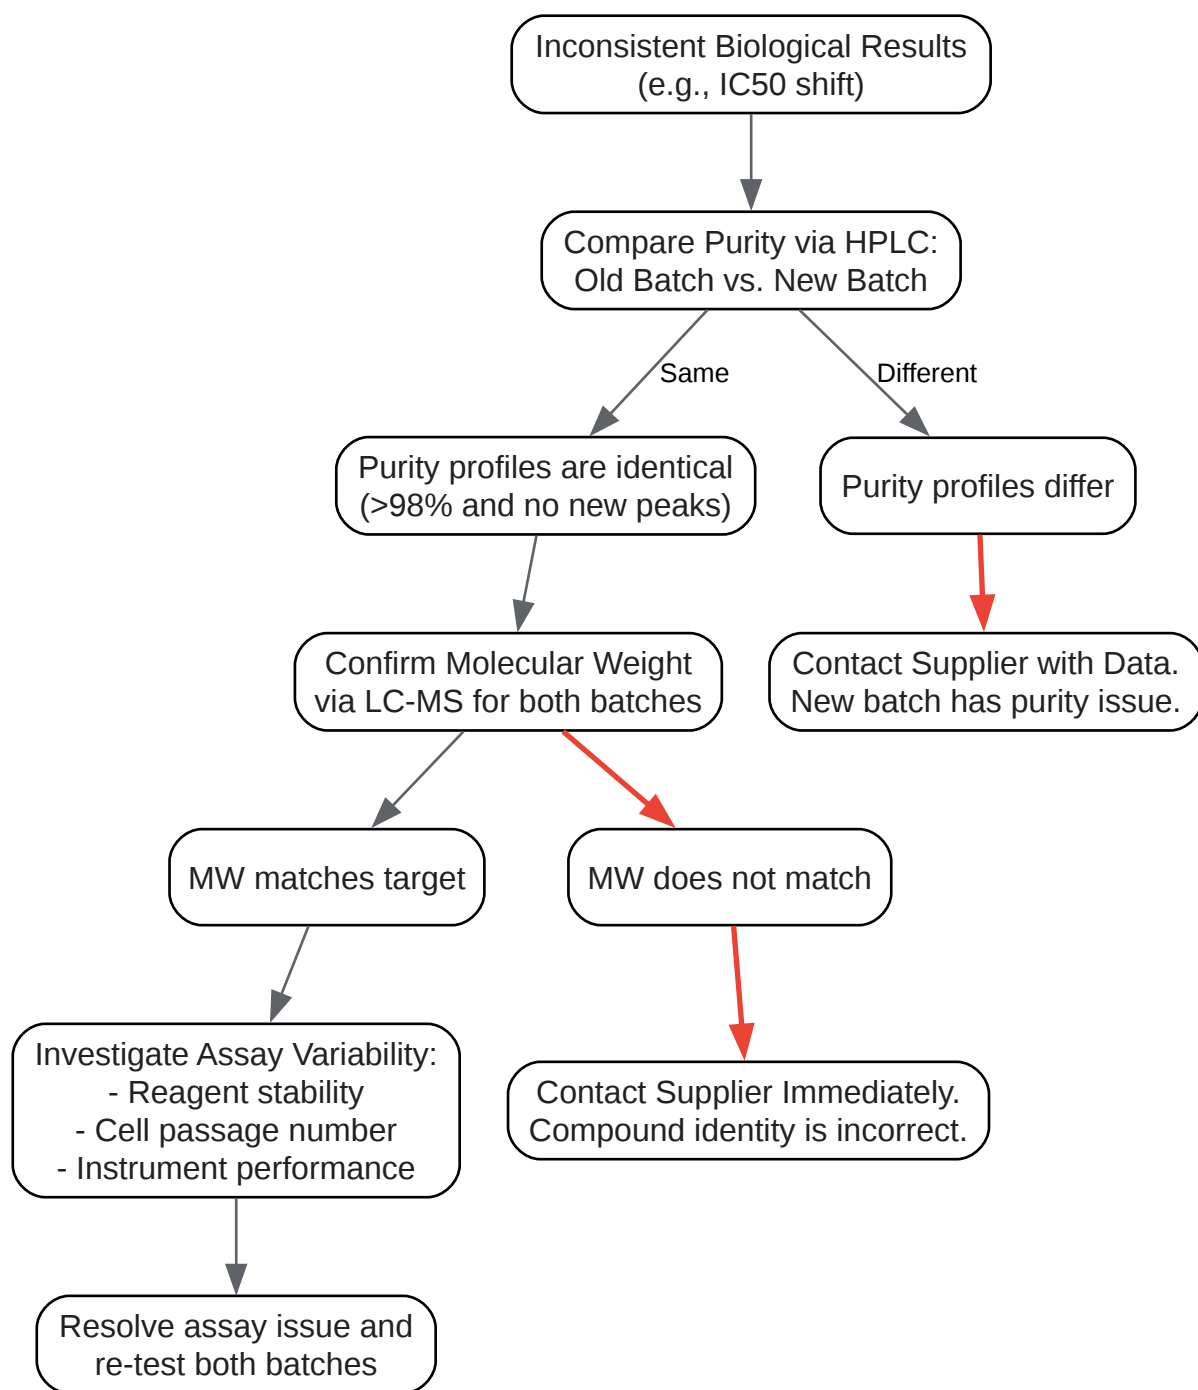 Inconsistent Biological Results
(e.g., IC50 shift)
Compare Purity via HPLC:
Old Batch vs. New Batch
Same
Different
Purity profiles are identical
(>98% and no new peaks)
Purity profiles differ
Confirm Molecular Weight
via LC-MS for both batches
Contact Supplier with Data.
New batch has purity issue.
MW matches target
MW does not match
Investigate Assay Variability:
- Reagent stability
- Cell passage number
- Instrument performance
Contact Supplier Immediately.
Compound identity is incorrect.
Resolve assay issue and
re-test both batches